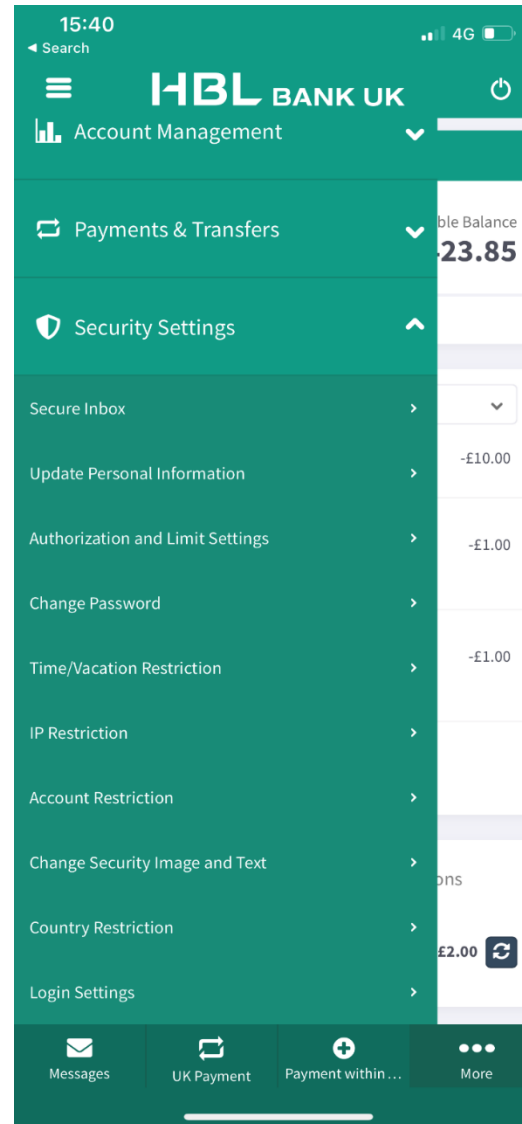 15:40
◀ Search
4G
HBL BANK UK
Account Management
Payments & Transfers
ble Balance
-23.85
Security Settings
Secure Inbox
-£10.00
Update Personal Information
Authorization and Limit Settings
-£1.00
Change Password
Time/Vacation Restriction
-£1.00
IP Restriction
Account Restriction
Change Security Image and Text
ons
Country Restriction
£2.00
Login Settings
Messages
UK Payment
Payment within...
More